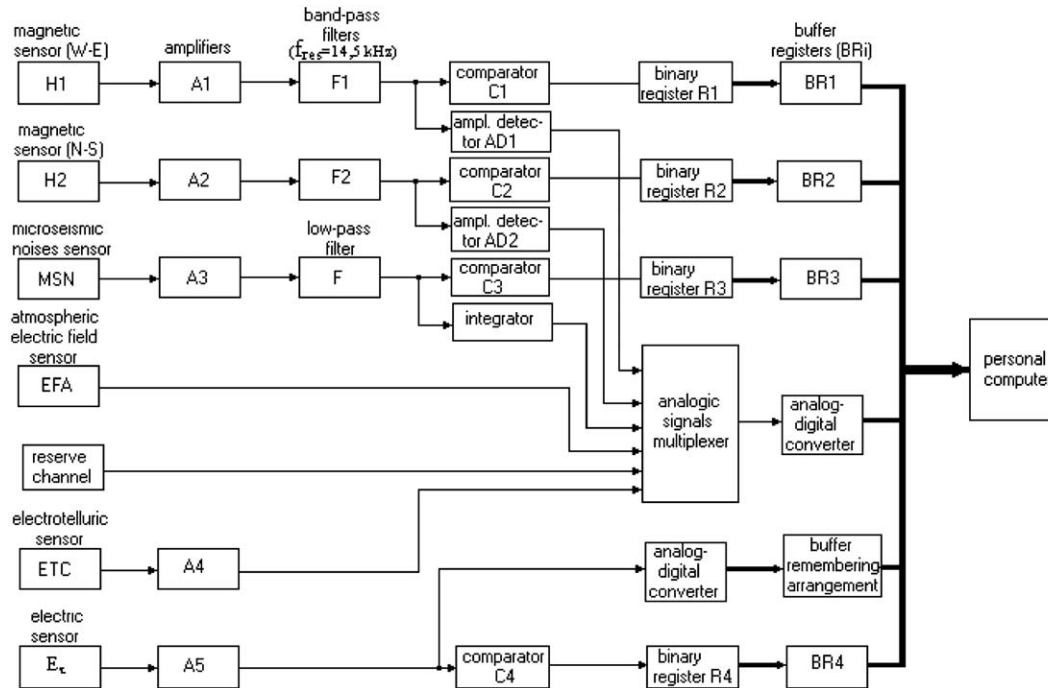 magnetic
sensor (W-E)
amplifiers
band-pass
filters
(fres=14,5 kHz)
buffer
registers (BRi)
H1
A1
F1
comparator
C1
binary
register R1
BR1
ampl. detec-
tor AD1
magnetic
sensor (N-S)
H2
A2
F2
comparator
C2
binary
register R2
BR2
ampl. detec-
tor AD2
microseismic
noises sensor
low-pass
filter
MSN
A3
F
comparator
C3
binary
register R3
BR3
integrator
atmospheric
electric field
sensor
EFA
analogic
signals
multiplexer
analog-
digital
converter
personal
computer
reserve
channel
electrotelluric
sensor
ETC
A4
analog-
digital
converter
buffer
remembering
arrangement
electric
sensor
Eτ
A5
comparator
C4
binary
register R4
BR4